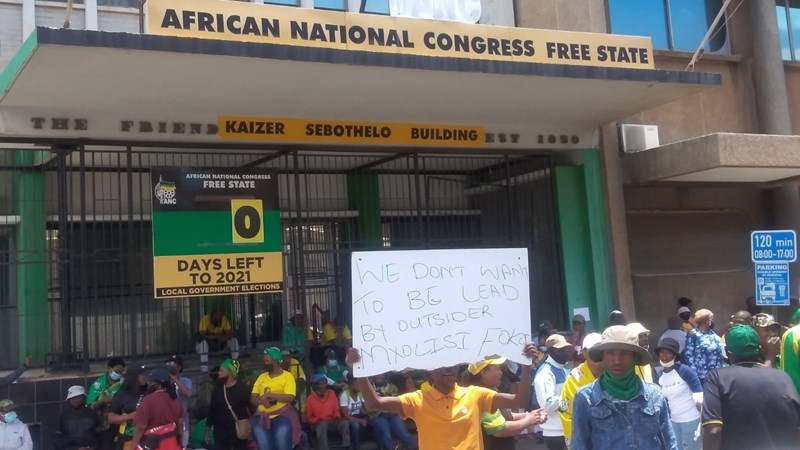 AFRICAN NATIONAL CONGRESS FREE STATE
THE FRIEND
KAIZER SEBOTHELO BUILDING
EST 1850
AFRICAN NATIONAL CONGRESS
FREE STATE
ANC
0
DAYS LEFT
TO 2021
LOCAL GOVERNMENT ELECTIONS
WE DON'T WANT
TO BE LEAD
BY OUTSIDER
MXOLISI
120 min
08:00-17:00
PARKING